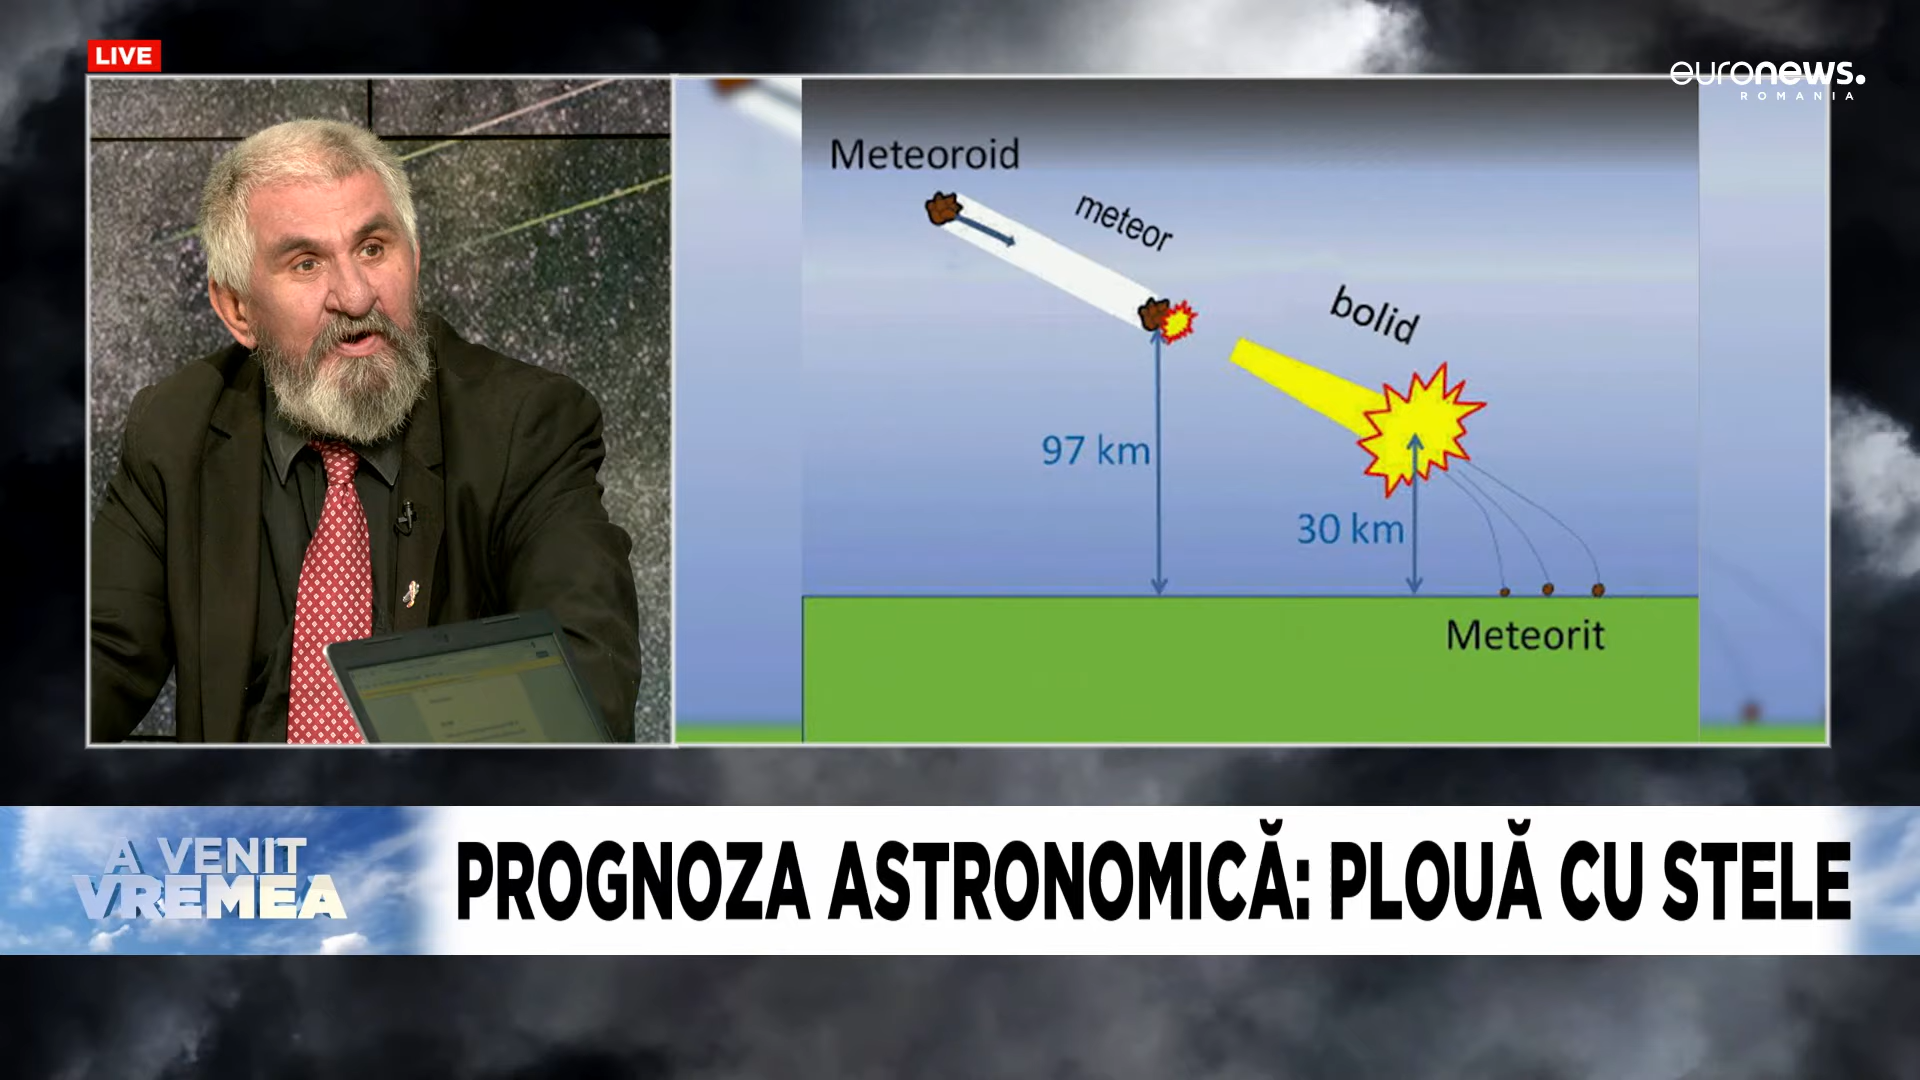 LIVE
euronews.
ROMANIA
Meteoroid
meteor
bolid
97 km
30 km
Meteorit
A VENIT
VREMEA
PROGNOZA ASTRONOMICĂ: PLOUĂ CU STELE